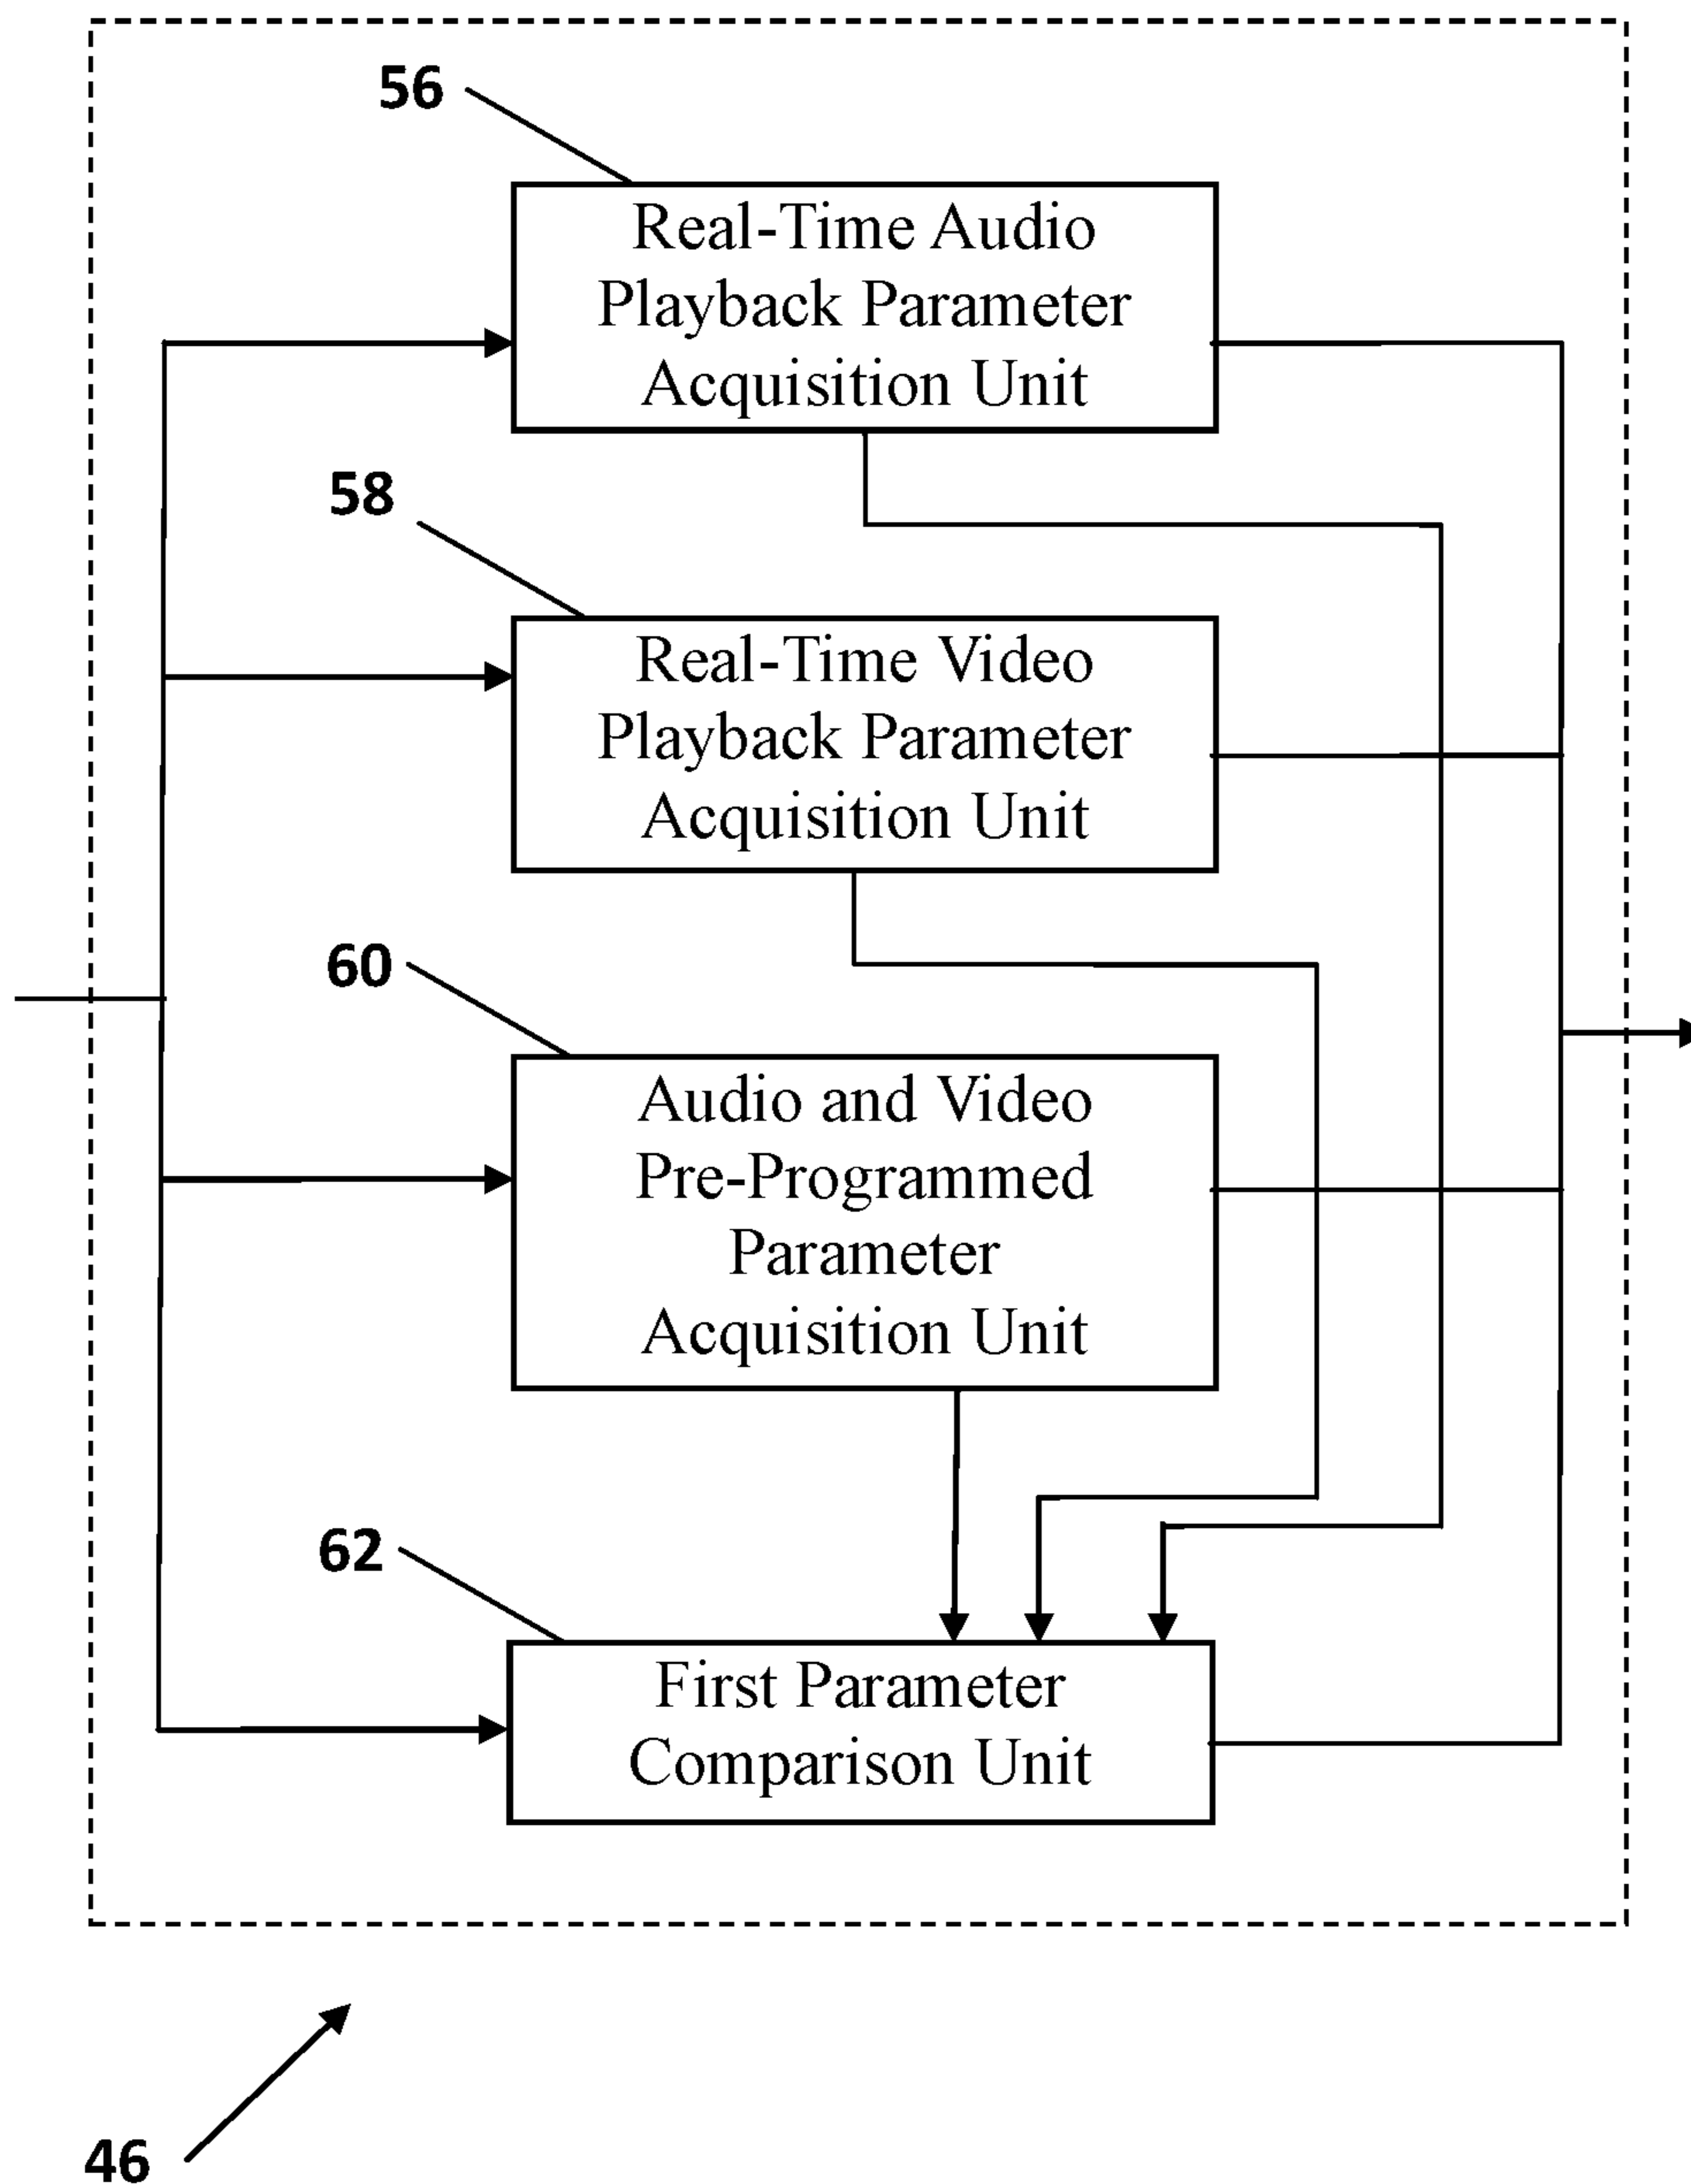 56
Real-Time Audio
Playback Parameter
Acquisition Unit
58
Real-Time Video
Playback Parameter
Acquisition Unit
60
Audio and Video
Pre-Programmed
Parameter
Acquisition Unit
62
First Parameter
Comparison Unit
46